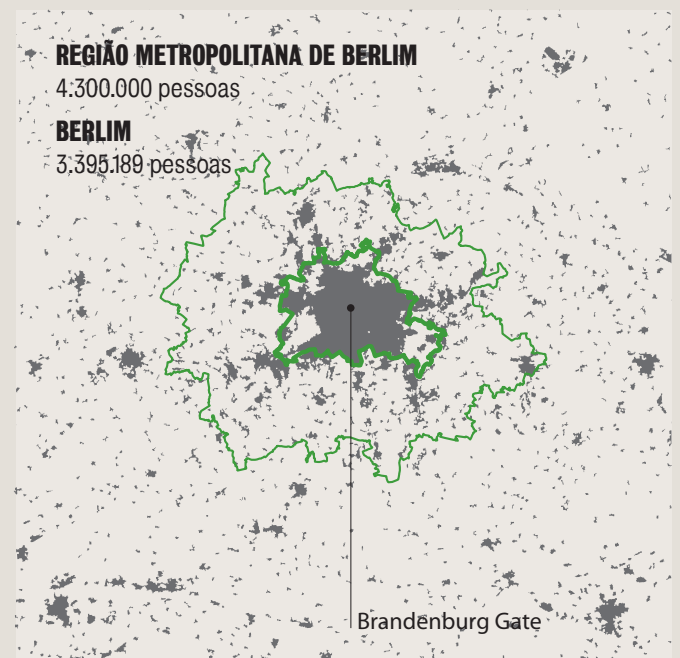 REGIÃO METROPOLITANA DE BERLIM
4.300.000 pessoas
BERLIM
3.395.189 pessoas
Brandenburg Gate